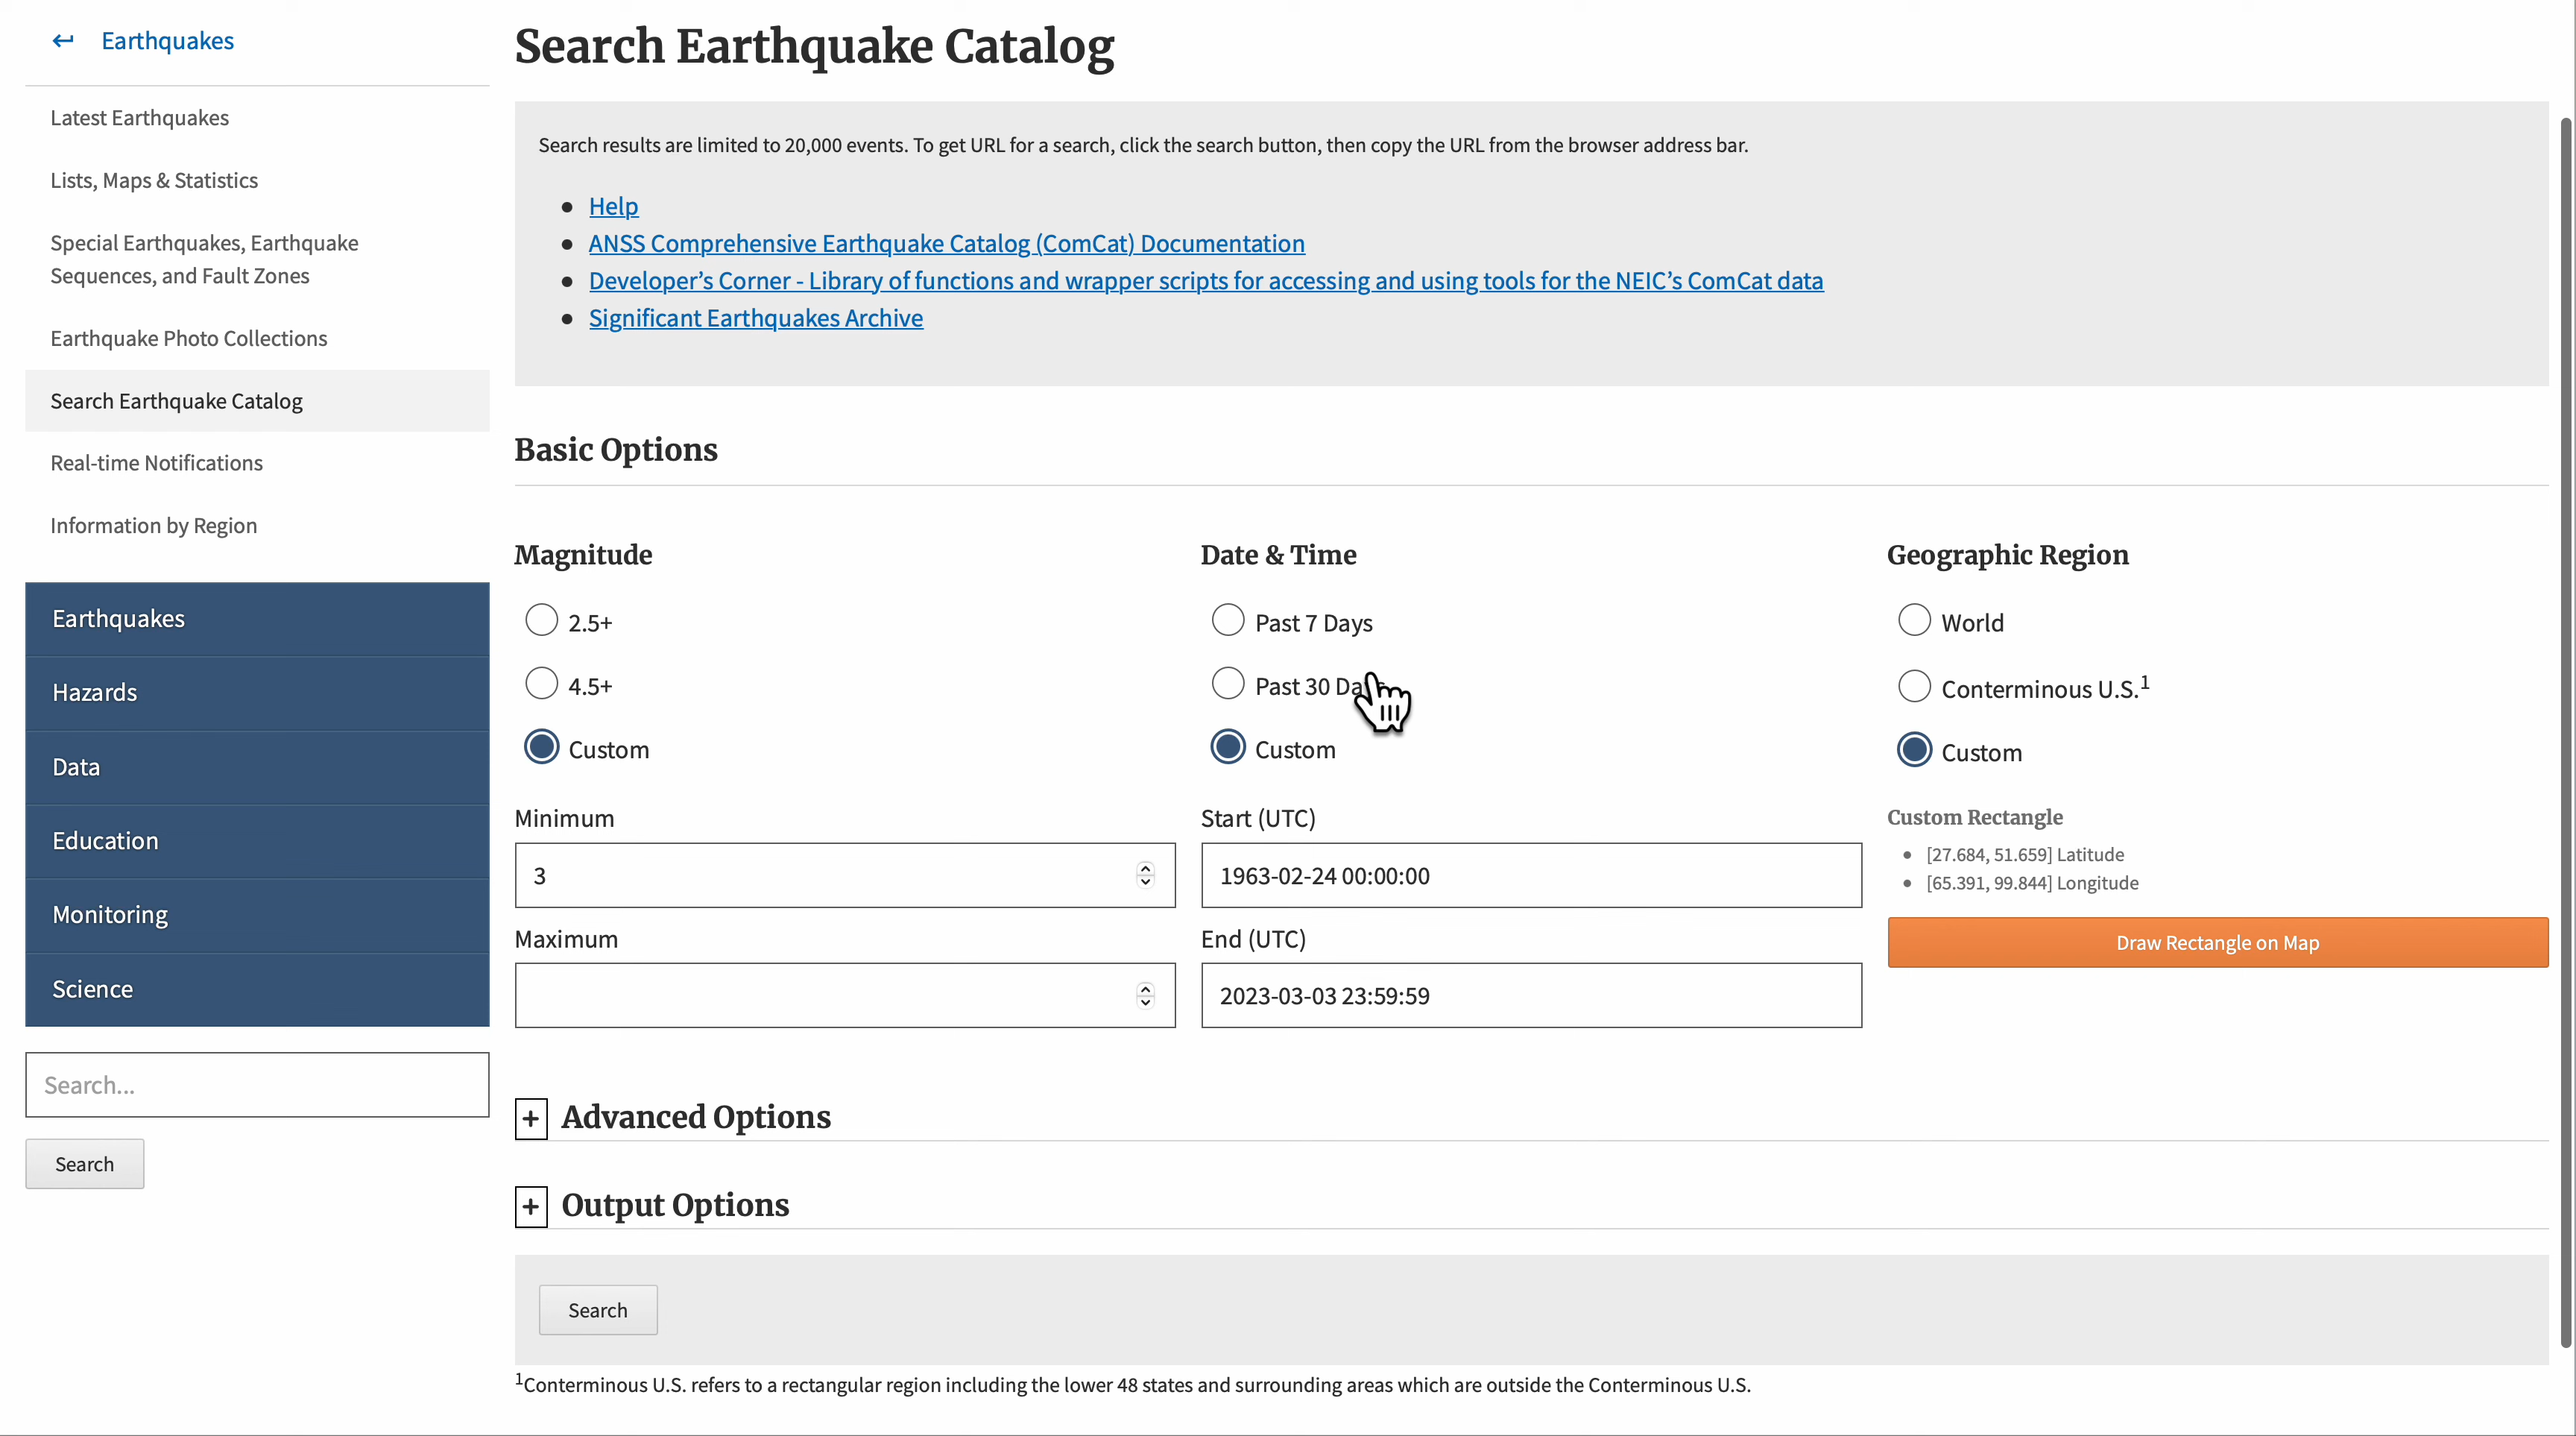 Earthquakes
Latest Earthquakes
Lists, Maps & Statistics
Special Earthquakes, Earthquake
Sequences, and Fault Zones
Earthquake Photo Collections
Search Earthquake Catalog
Real-time Notifications
Information by Region
Earthquakes
Hazards
Data
Education
Monitoring
Science
Search...
Search
Search Earthquake Catalog
Search results are limited to 20,000 events. To get URL for a search, click the search button, then copy the URL from the browser address bar.
Help
ANSS Comprehensive Earthquake Catalog (ComCat) Documentation
Developer’s Corner - Library of functions and wrapper scripts for accessing and using tools for the NEIC’s ComCat data
Significant Earthquakes Archive
Basic Options
Magnitude
2.5+
4.5+
Custom
Minimum
3
Maximum
Date & Time
Past 7 Days
Past 30 Days
Custom
Start (UTC)
1963-02-24 00:00:00
End (UTC)
2023-03-03 23:59:59
Geographic Region
World
Conterminous U.S.1
Custom
Custom Rectangle
[27.684, 51.659] Latitude
[65.391, 99.844] Longitude
Draw Rectangle on Map
+ Advanced Options
+ Output Options
Search
1Conterminous U.S. refers to a rectangular region including the lower 48 states and surrounding areas which are outside the Conterminous U.S.